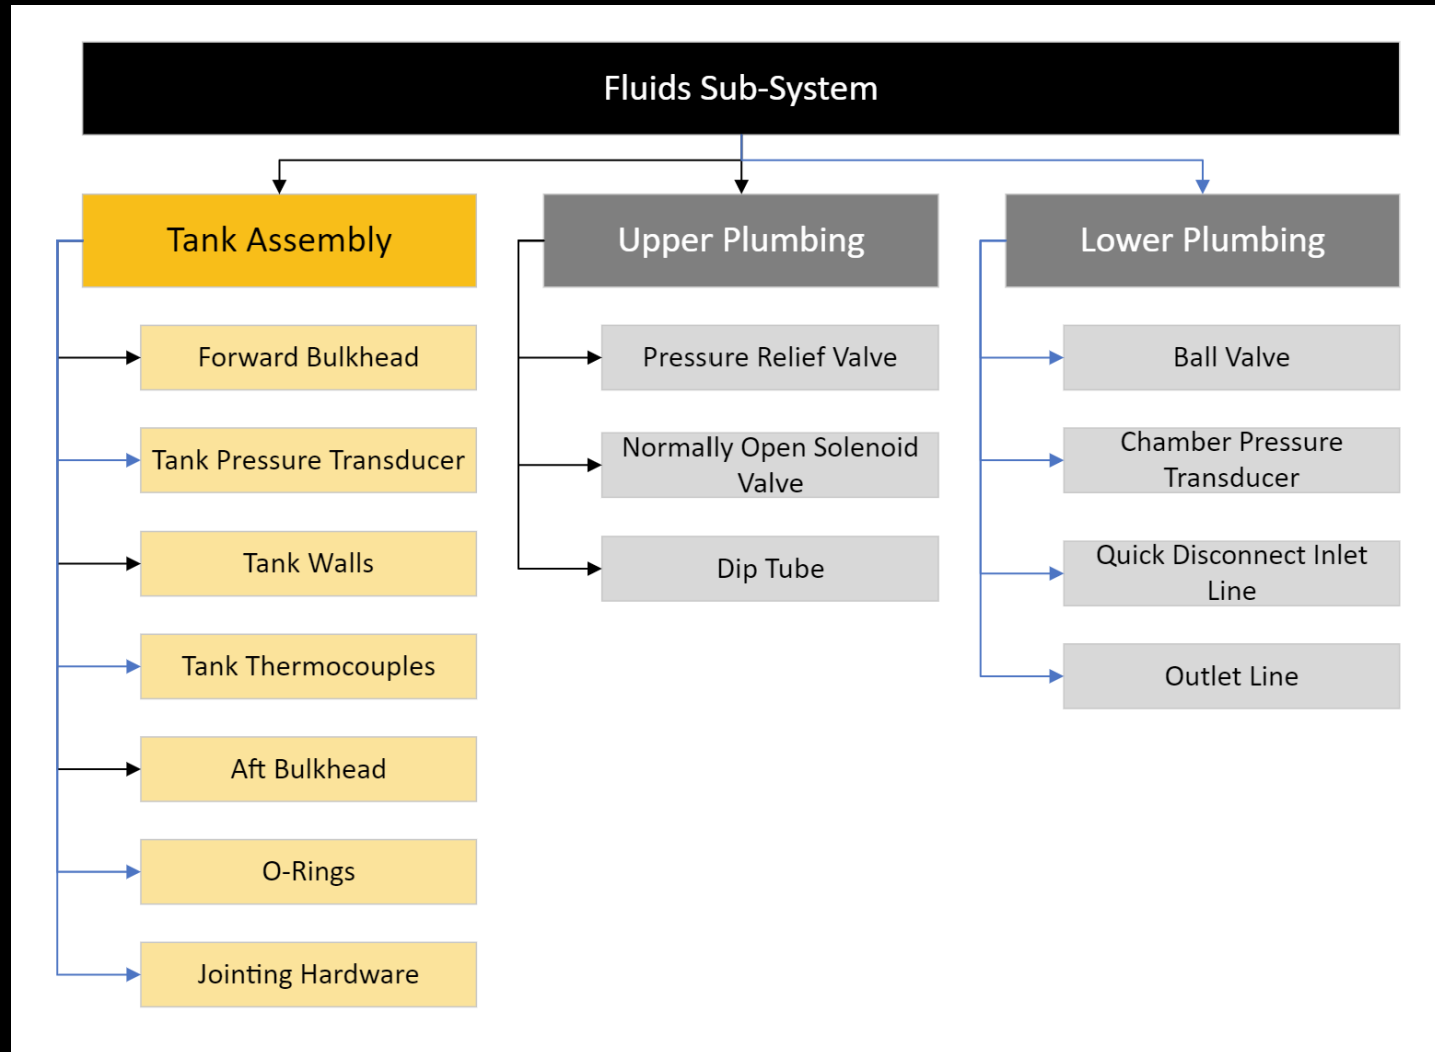 Fluids Sub-System
Tank Assembly
Forward Bulkhead
Tank Pressure Transducer
Tank Walls
Tank Thermocouples
Aft Bulkhead
O-Rings
Jointing Hardware
Upper Plumbing
Pressure Relief Valve
Normally Open Solenoid
Valve
Dip Tube
Lower Plumbing
Ball Valve
Chamber Pressure
Transducer
Quick Disconnect Inlet
Line
Outlet Line